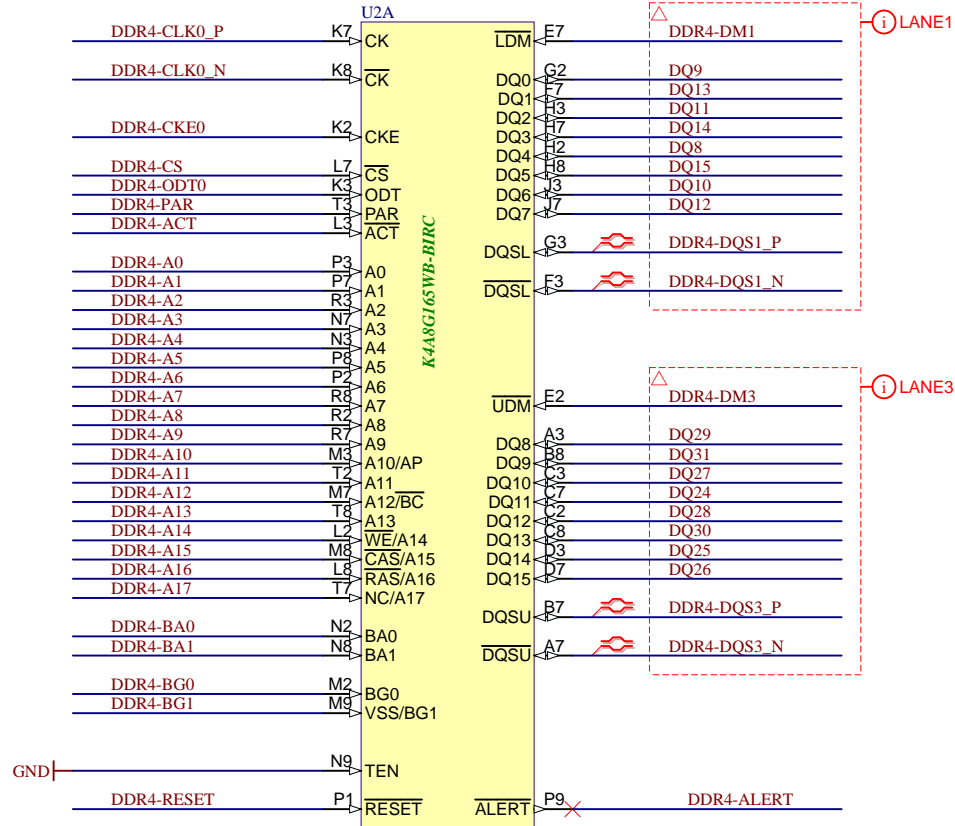 U2A
DDR4-CLK0_P K7 CK LDM E7 DDR4-DM1 i LANE1
DDR4-CLK0_N K8 CK DQ0 G2 DQ9
DQ1 F7 DQ13
DQ2 H3 DQ11
DDR4-CKE0 K2 CKE DQ3 H7 DQ14
DQ4 H2 DQ8
DDR4-CS L7 CS DQ5 H8 DQ15
DDR4-ODT0 K3 ODT DQ6 J3 DQ10
DDR4-PAR T3 PAR DQ7 J7 DQ12
DDR4-ACT L3 ACT
DQSL G3 DDR4-DQS1_P
DDR4-A0 P3 A0
DDR4-A1 P7 A1 DQSL F3 DDR4-DQS1_N
DDR4-A2 R3 A2
DDR4-A3 N7 A3
DDR4-A4 N3 A4
DDR4-A5 P8 A5
DDR4-A6 P2 A6 i LANE3
DDR4-A7 R8 A7 UDM E2 DDR4-DM3
DDR4-A8 R2 A8
DDR4-A9 R7 A9 DQ8 A3 DQ29
DDR4-A10 M3 A10/AP DQ9 B8 DQ31
DDR4-A11 T2 A11 DQ10 C3 DQ27
DDR4-A12 M7 A12/BC DQ11 C7 DQ24
DDR4-A13 T8 A13 DQ12 C2 DQ28
DDR4-A14 L2 WE/A14 DQ13 C8 DQ30
DDR4-A15 M8 CAS/A15 DQ14 D3 DQ25
DDR4-A16 L8 RAS/A16 DQ15 D7 DQ26
DDR4-A17 T7 NC/A17
DQSU B7 DDR4-DQS3_P
DDR4-BA0 N2 BA0
DDR4-BA1 N8 BA1 DQSU A7 DDR4-DQS3_N
DDR4-BG0 M2 BG0
DDR4-BG1 M9 VSS/BG1
GND N9 TEN
DDR4-RESET P1 RESET ALERT P9 DDR4-ALERT
K4A8G165WB-BIRC